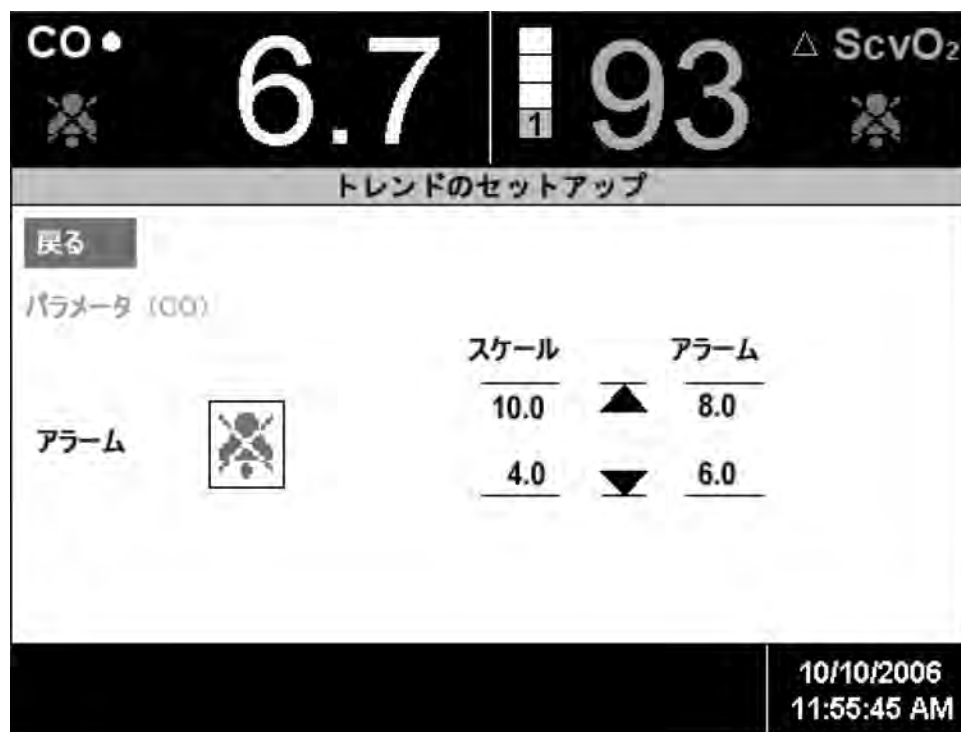 CO
6.7
1
93
△ ScvO2
トレンドのセットアップ
戻る
パラメータ (CO)
スケール アラーム
10.0 8.0
アラーム
4.0 6.0
10/10/2006
11:55:45 AM